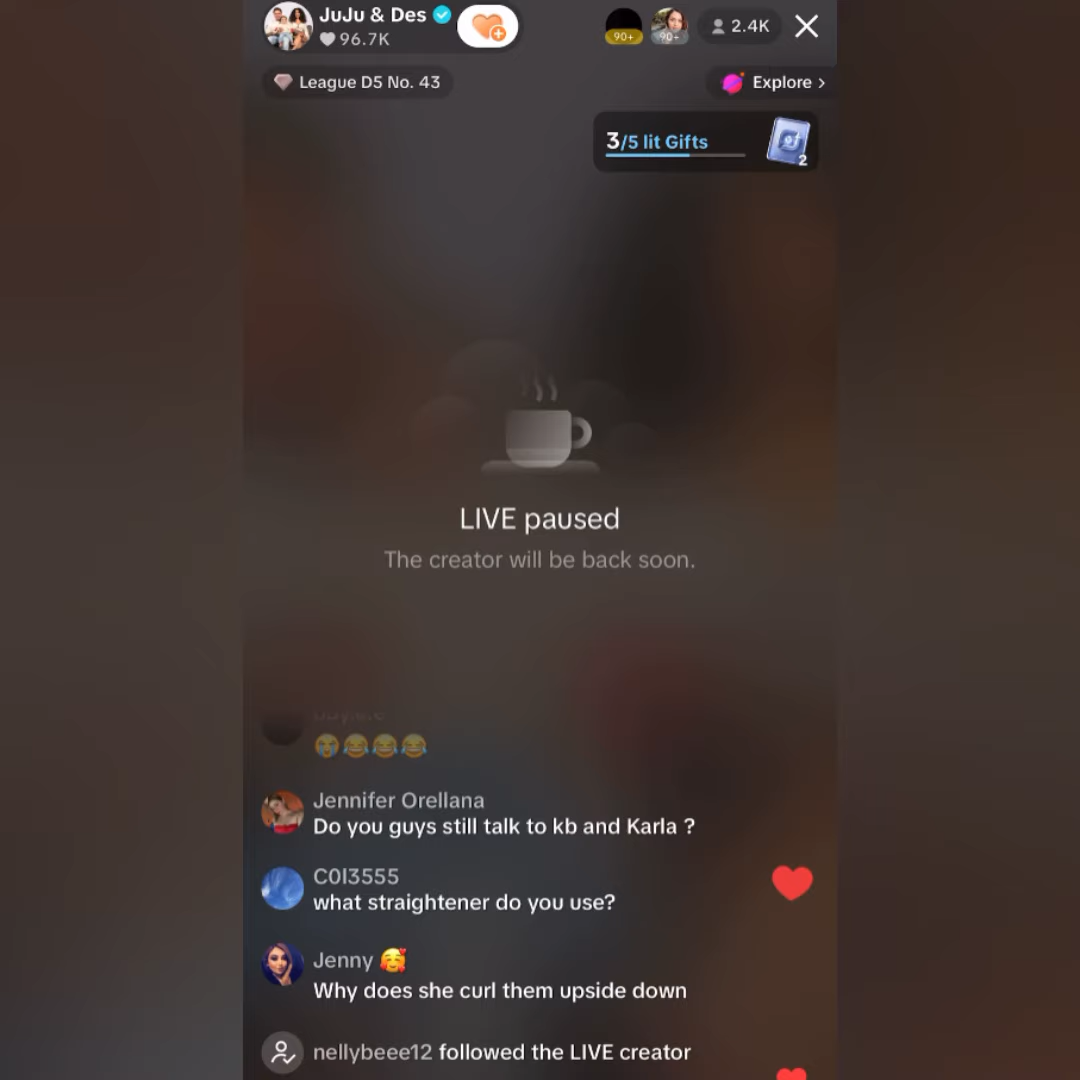 JuJu & Des
96.7K
90+
90+
2.4K
League D5 No. 43
Explore >
3/5 lit Gifts
2
LIVE paused
The creator will be back soon.
Jennifer Orellana
Do you guys still talk to kb and Karla ?
C0I3555
what straightener do you use?
Jenny
Why does she curl them upside down
nellybeee12 followed the LIVE creator